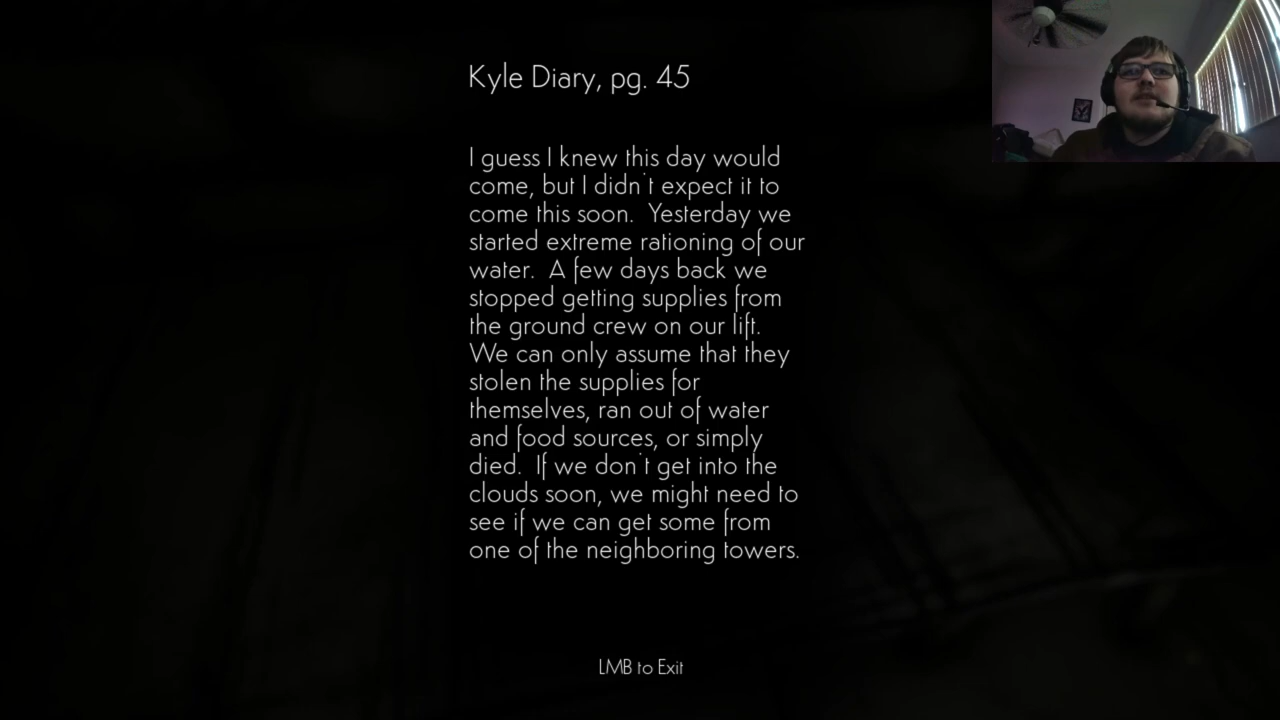 Kyle Diary, pg. 45
I guess I knew this day would
come, but I didn't expect it to
come this soon.  Yesterday we
started extreme rationing of our
water.  A few days back we
stopped getting supplies from
the ground crew on our lift.
We can only assume that they
stolen the supplies for
themselves, ran out of water
and food sources, or simply
died.  If we don't get into the
clouds soon, we might need to
see if we can get some from
one of the neighboring towers.
LMB to Exit